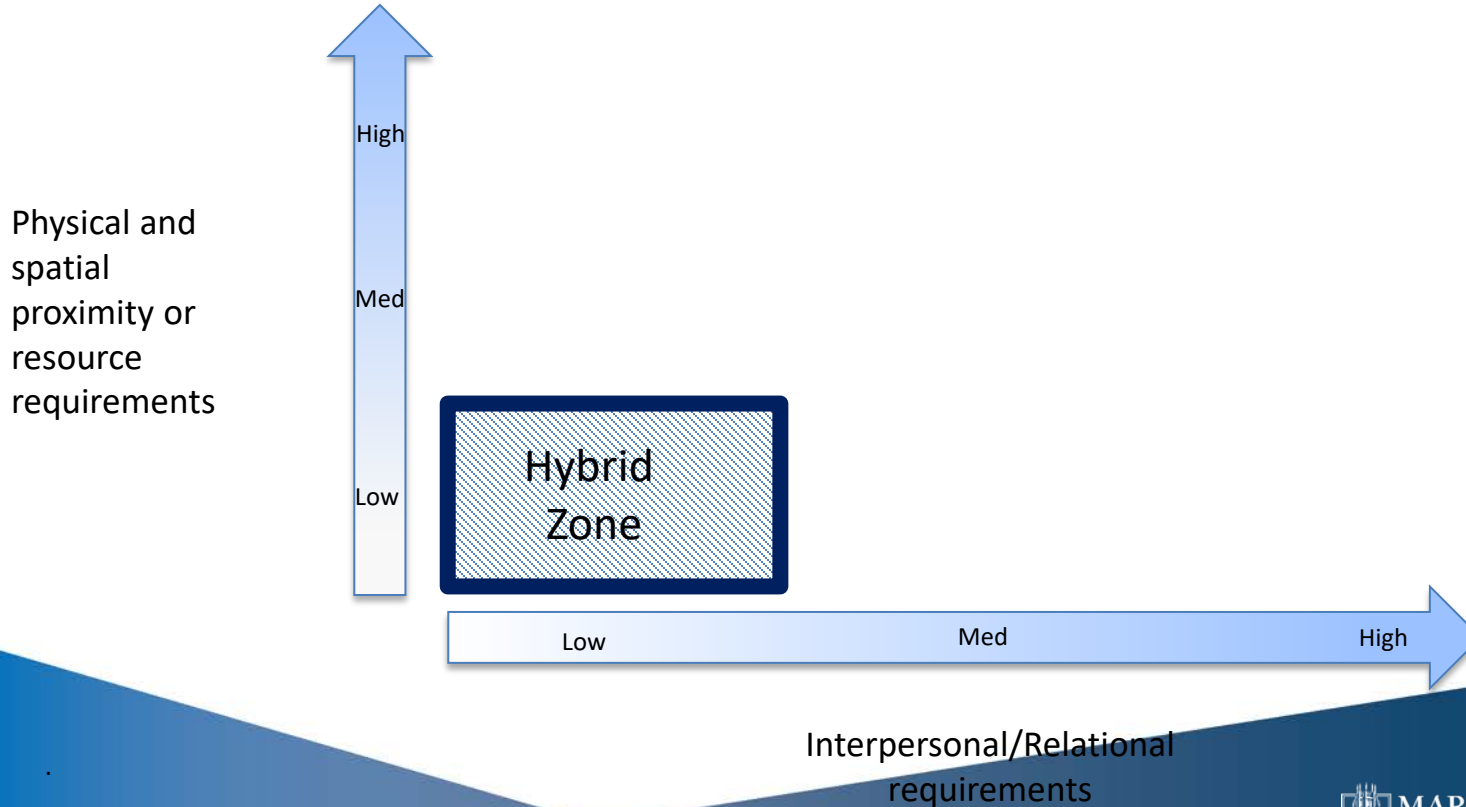 High
Physical and
spatial
proximity or
resource
requirements
Med
Low
Hybrid
Zone
Low Med High
Interpersonal/Relational
requirements
.